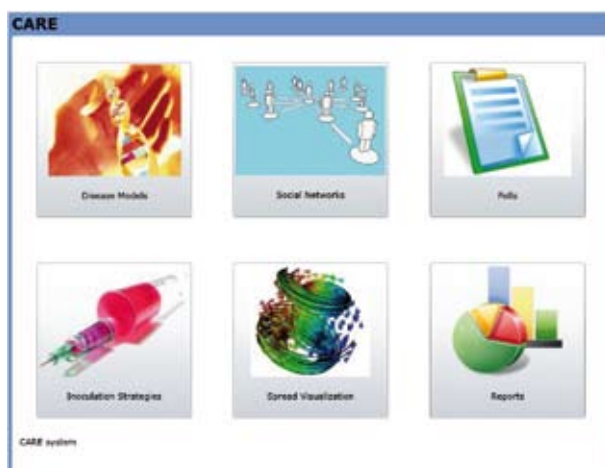 CARE
Disease Models
Social Networks
Polls
Inoculation Strategies
Spread Visualization
Reports
CARE system